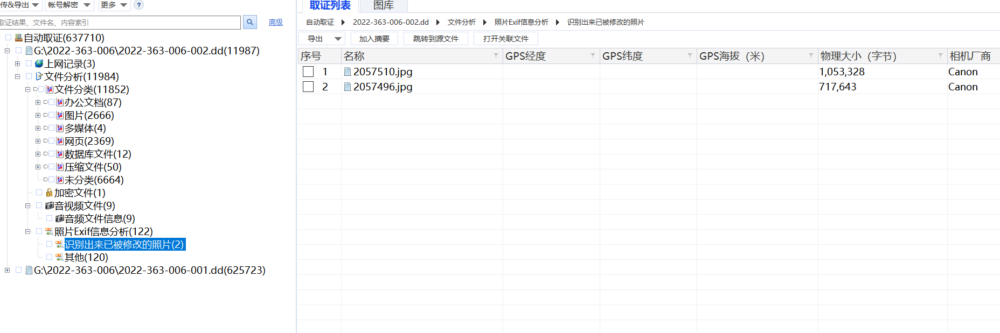 传&导出 帐号解密 更多 ?
取证结果、文件名、内容索引 高级
自动取证(637710)
G:\2022-363-006\2022-363-006-002.dd(11987)
上网记录(3)
文件分析(11984)
文件分类(11852)
办公文档(87)
图片(2666)
多媒体(4)
网页(2369)
数据库文件(12)
压缩文件(50)
未分类(6664)
加密文件(1)
音视频文件(9)
音频文件信息(9)
照片Exif信息分析(122)
识别出来已被修改的照片(2)
其他(120)
G:\2022-363-006\2022-363-006-001.dd(625723)
取证列表 图库
自动取证 2022-363-006-002.dd 文件分析 照片Exif信息分析 识别出来已被修改的照片
导出 加入摘要 跳转到源文件 打开关联文件
序号 名称 GPS经度 GPS纬度 GPS海拔（米） 物理大小（字节） 相机厂商
1 2057510.jpg 1,053,328 Canon
2 2057496.jpg 717,643 Canon